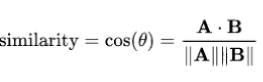 similarity = cos(θ) = A · B / ‖A‖‖B‖